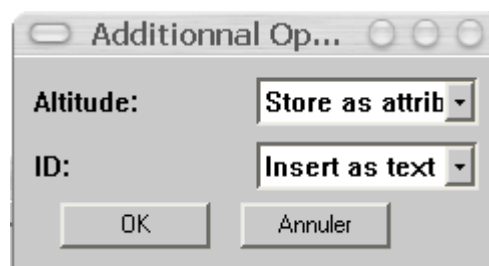 Additionnal Op...
Altitude: Store as attrib
ID: Insert as text
OK Annuler